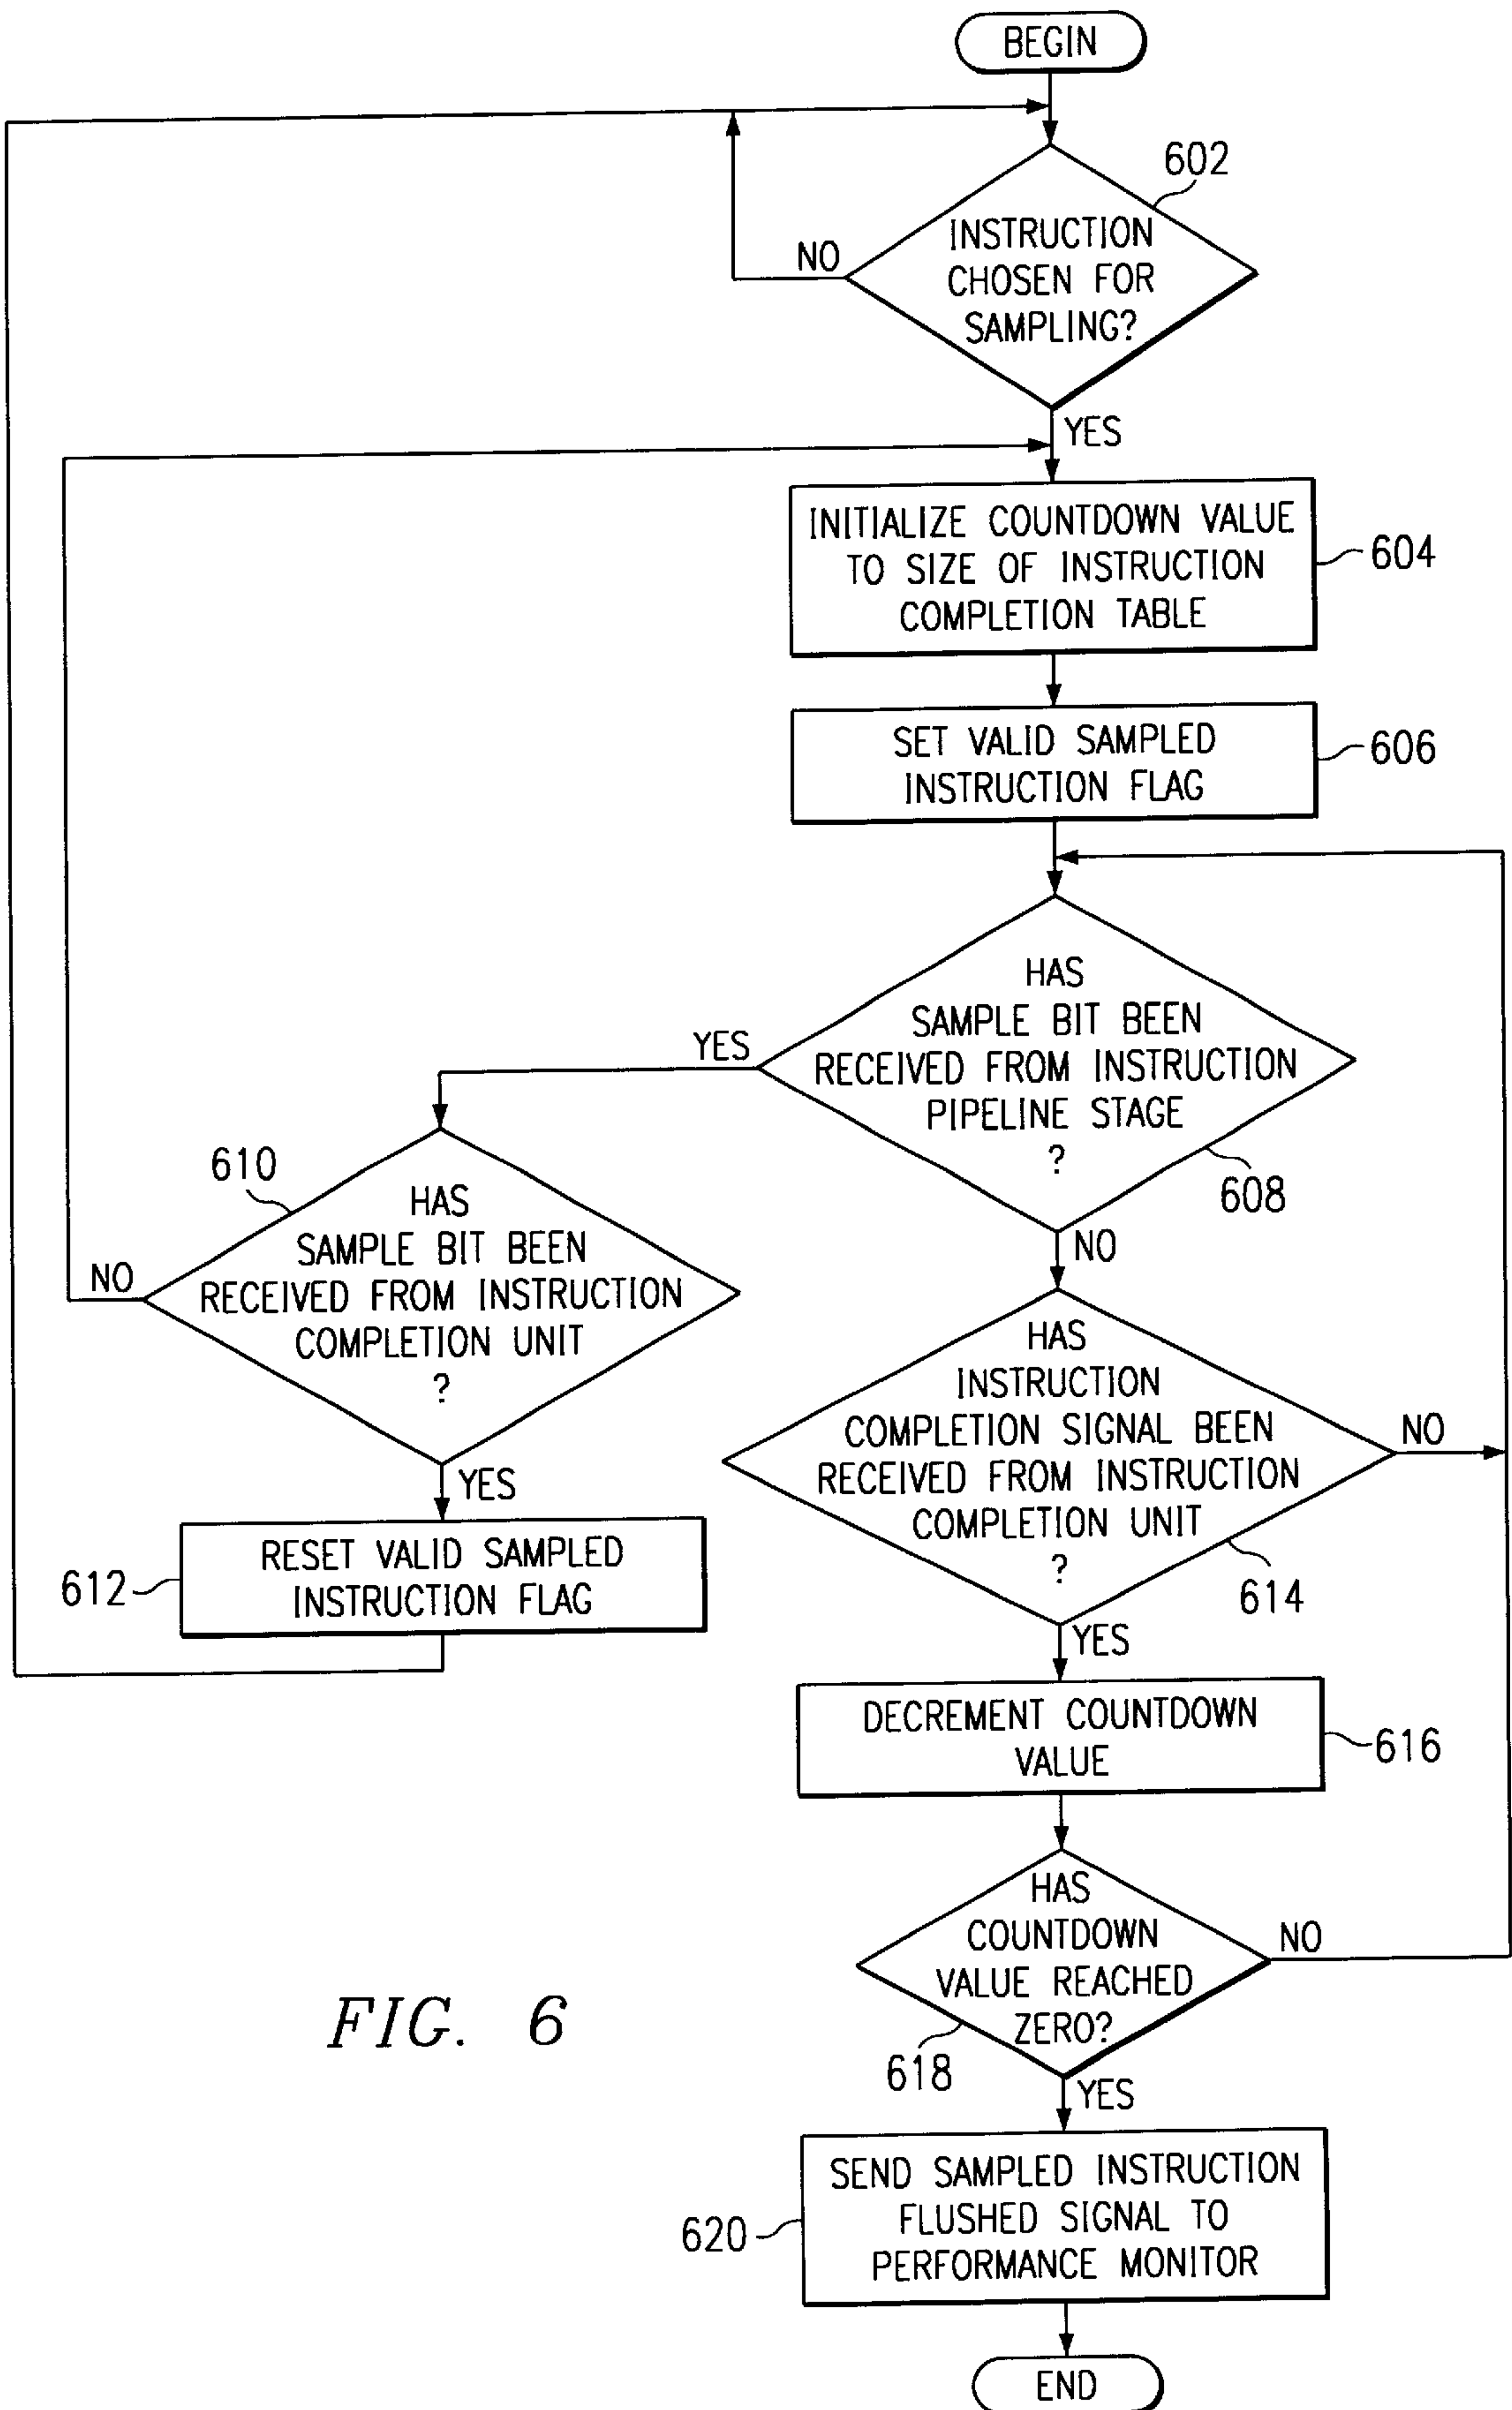 BEGIN
602
INSTRUCTION
CHOSEN FOR
SAMPLING?
NO
YES
INITIALIZE COUNTDOWN VALUE
TO SIZE OF INSTRUCTION
COMPLETION TABLE
604
SET VALID SAMPLED
INSTRUCTION FLAG
606
HAS
SAMPLE BIT BEEN
RECEIVED FROM INSTRUCTION
PIPELINE STAGE
?
608
YES
NO
610
HAS
SAMPLE BIT BEEN
RECEIVED FROM INSTRUCTION
COMPLETION UNIT
?
NO
YES
RESET VALID SAMPLED
INSTRUCTION FLAG
612
HAS
INSTRUCTION
COMPLETION SIGNAL BEEN
RECEIVED FROM INSTRUCTION
COMPLETION UNIT
?
614
NO
YES
DECREMENT COUNTDOWN
VALUE
616
HAS
COUNTDOWN
VALUE REACHED
ZERO?
618
NO
YES
SEND SAMPLED INSTRUCTION
FLUSHED SIGNAL TO
PERFORMANCE MONITOR
620
END
FIG. 6